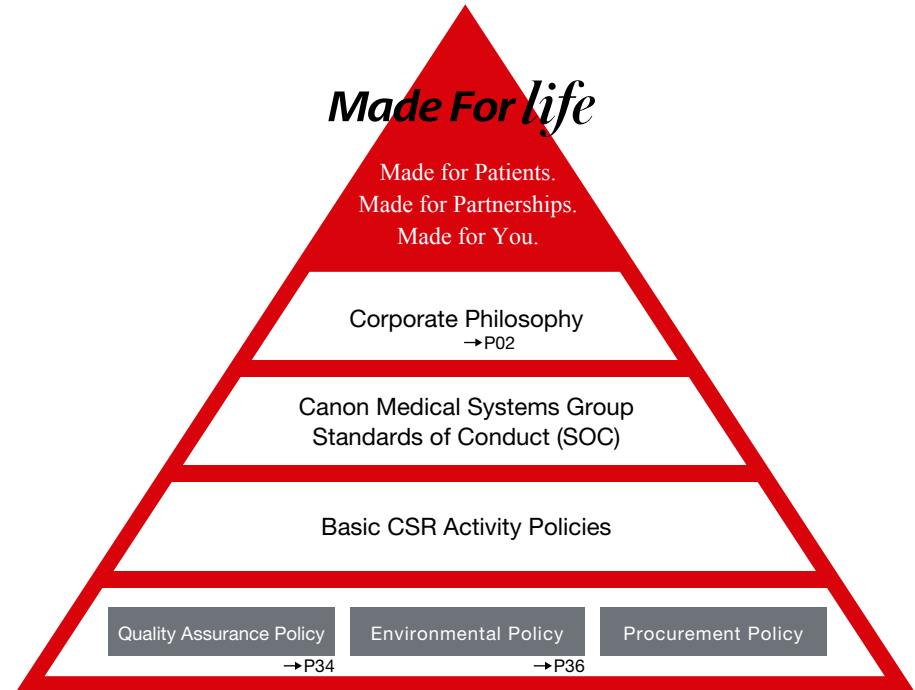 Made For life
Made for Patients.
Made for Partnerships.
Made for You.
Corporate Philosophy
→P02
Canon Medical Systems Group
Standards of Conduct (SOC)
Basic CSR Activity Policies
Quality Assurance Policy
→P34
Environmental Policy
→P36
Procurement Policy